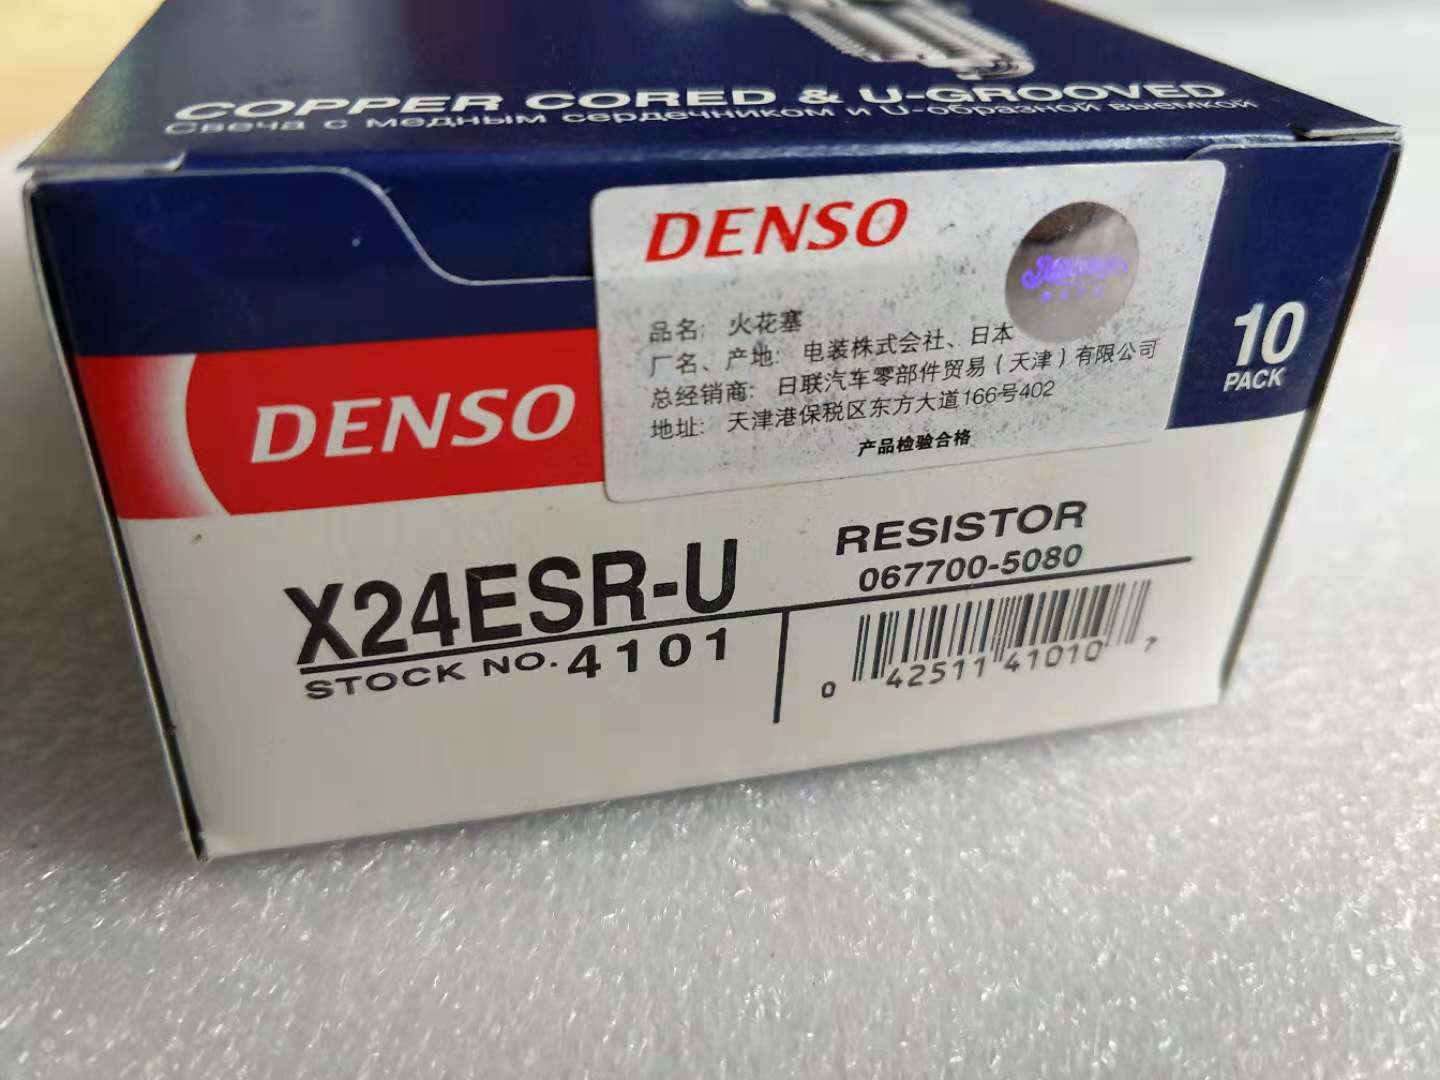 COPPER CORED & U-GROOVED
Свеча с медным сердечником и U-образной выемкой
DENSO
品名: 火花塞
厂名、产地: 电装株式会社、日本
总经销商: 日联汽车零部件贸易(天津)有限公司
地址: 天津港保税区东方大道166号402
产品检验合格
10
PACK
DENSO
X24ESR-U
STOCK NO. 4101
RESISTOR
067700-5080
0 42511 41010 7